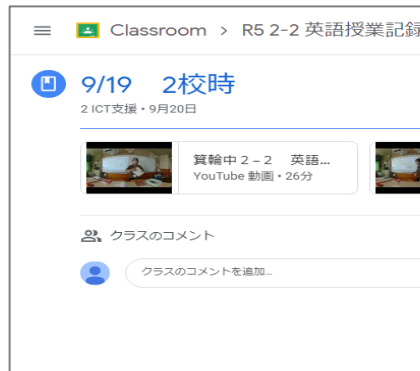 Classroom > R5 2-2 英語授業記録
9/19　2校時
2 ICT支援・9月20日
箕輪中２−２　英語...
YouTube 動画・26分
クラスのコメント
クラスのコメントを追加...